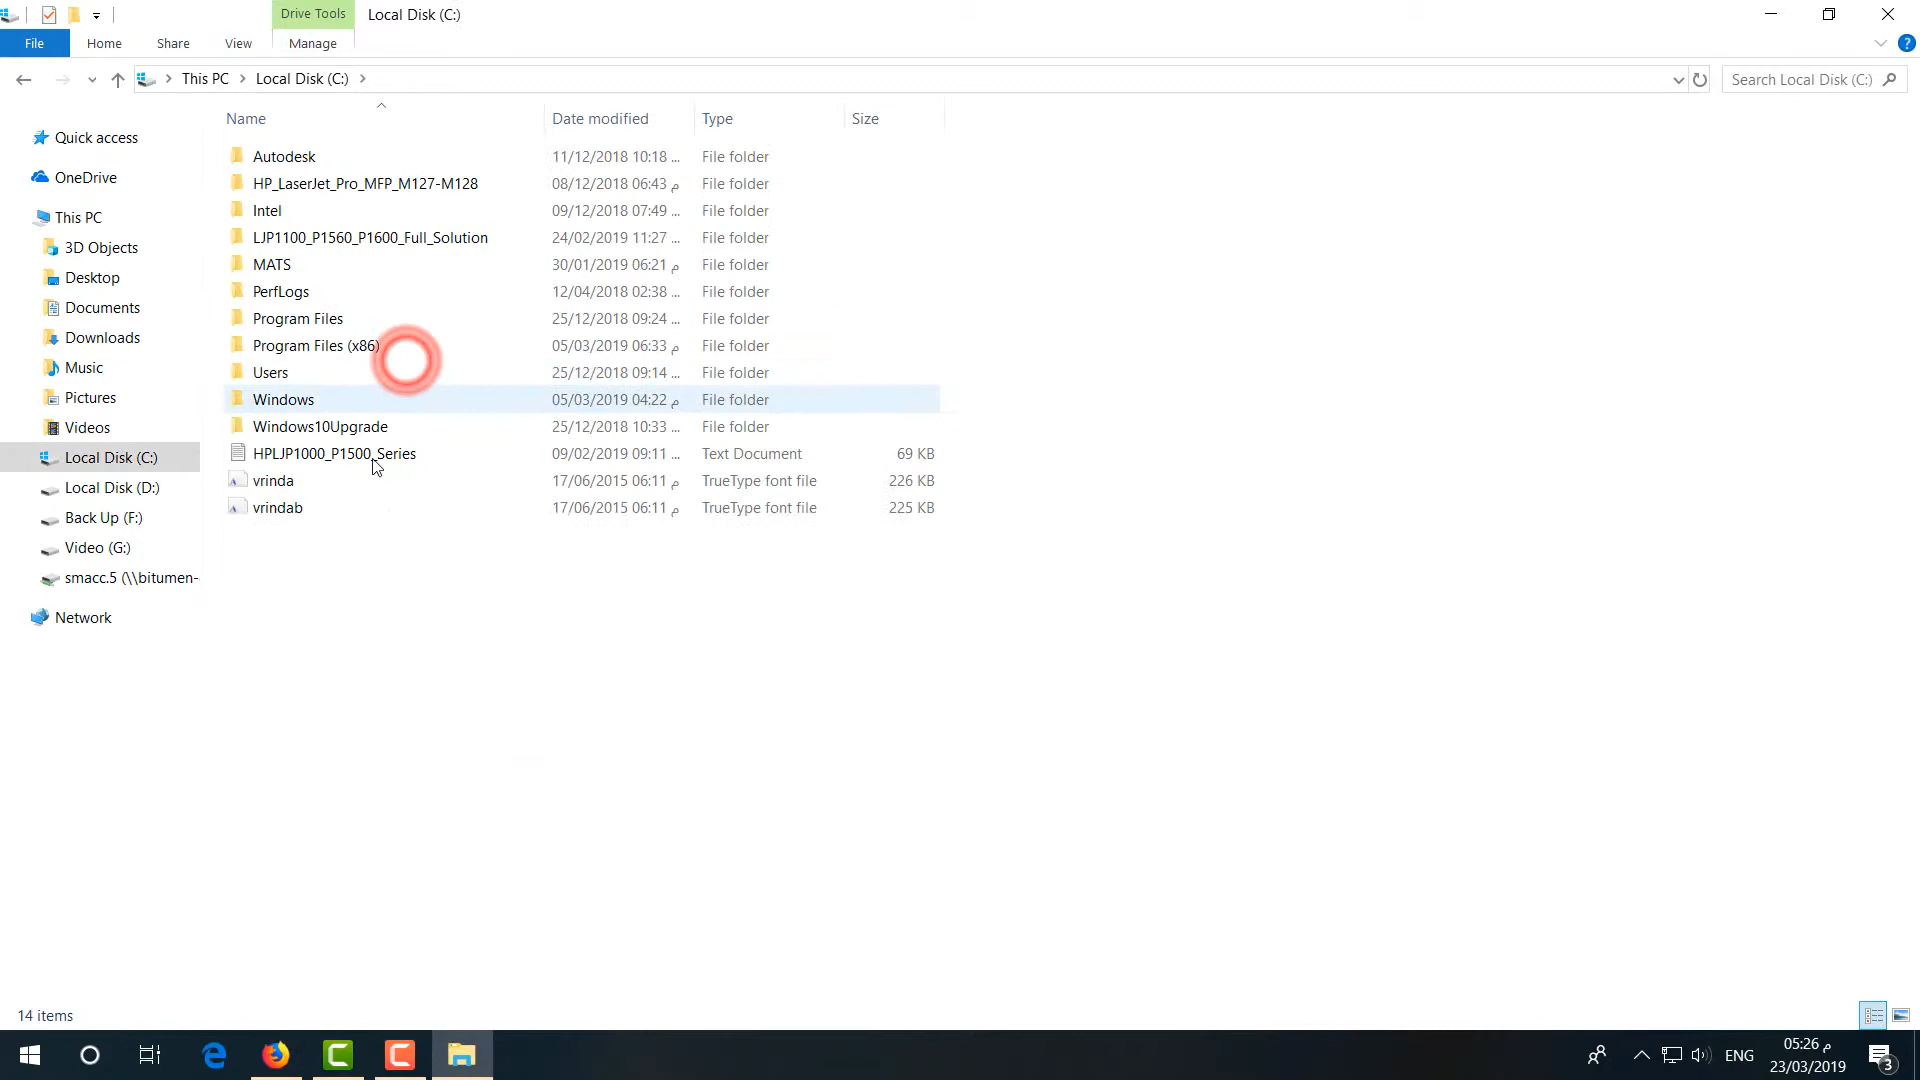 Drive Tools Local Disk (C:)
File Home Share View Manage
This PC Local Disk (C:) Search Local Disk (C:)
Name Date modified Type Size
Quick access
OneDrive
This PC
3D Objects
Desktop
Documents
Downloads
Music
Pictures
Videos
Local Disk (C:)
Local Disk (D:)
Back Up (F:)
Video (G:)
smacc.5 (\\bitumen-
Network
Autodesk 11/12/2018 10:18 ... File folder
HP_LaserJet_Pro_MFP_M127-M128 08/12/2018 06:43 م File folder
Intel 09/12/2018 07:49 ... File folder
LJP1100_P1560_P1600_Full_Solution 24/02/2019 11:27 ... File folder
MATS 30/01/2019 06:21 م File folder
PerfLogs 12/04/2018 02:38 ... File folder
Program Files 25/12/2018 09:24 ... File folder
Program Files (x86) 05/03/2019 06:33 م File folder
Users 25/12/2018 09:14 ... File folder
Windows 05/03/2019 04:22 م File folder
Windows10Upgrade 25/12/2018 10:33 ... File folder
HPLJP1000_P1500_Series 09/02/2019 09:11 ... Text Document 69 KB
vrinda 17/06/2015 06:11 م TrueType font file 226 KB
vrindab 17/06/2015 06:11 م TrueType font file 225 KB
14 items
ENG
05:26 م
23/03/2019
3